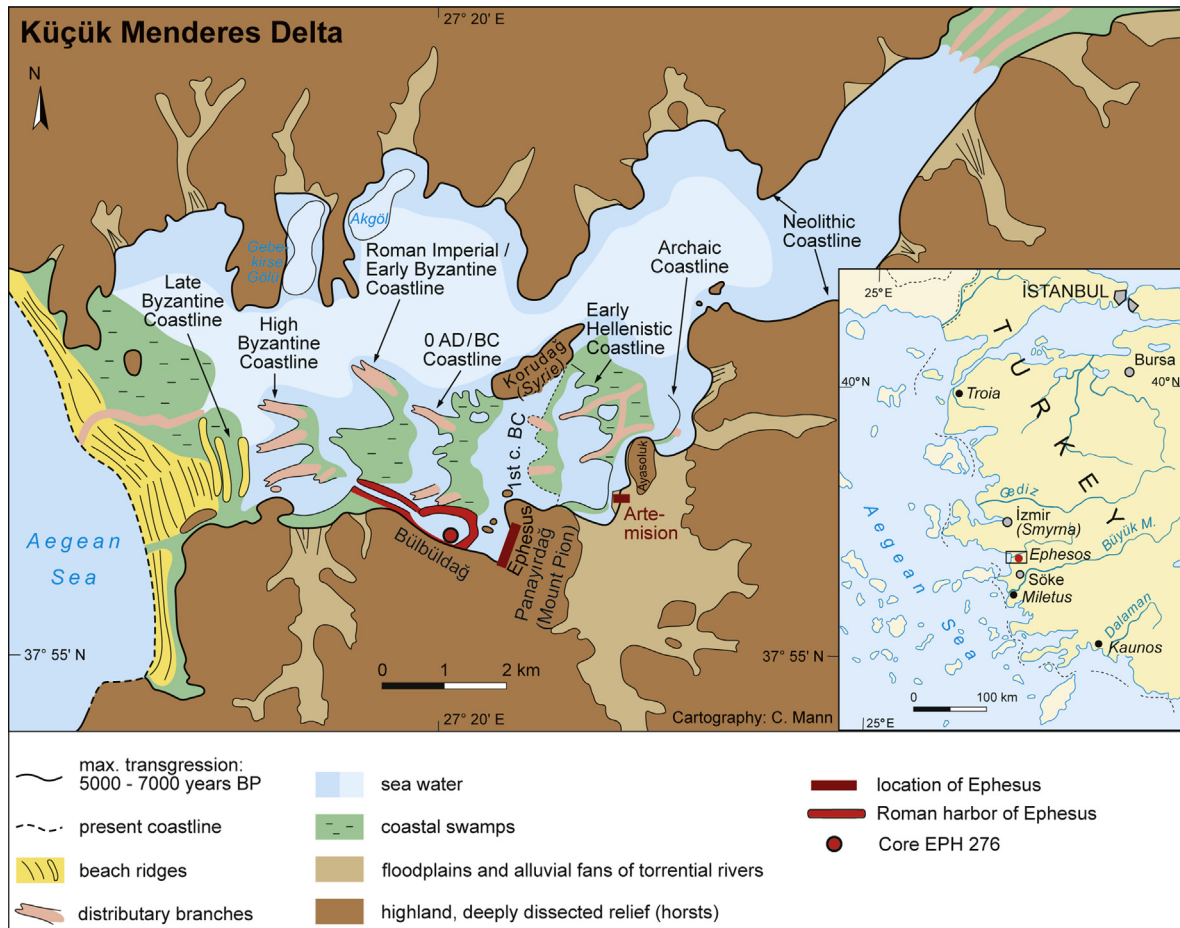 Küçük Menderes Delta
27° 20' E
N
Gebe-
kirse
Gölü
Akgöl
Late
Byzantine
Coastline
High
Byzantine
Coastline
Roman Imperial /
Early Byzantine
Coastline
0 AD/BC
Coastline
Korudağ
(Syrie)
1st c. BC
Early
Hellenistic
Coastline
Archaic
Coastline
Neolithic
Coastline
Ayasoluk
Arte-
mision
Ephesus
Panayırdağ
(Mount Pion)
Bülbüldağ
Aegean
Sea
37° 55' N
0 1 2 km
27° 20' E
37° 55' N
Cartography: C. Mann
25°E
İSTANBUL
TURKEY
Bursa
40°N
40°N
Troia
Gediz
İzmir
(Smyrna)
Büyük M.
Ephesos
Söke
Miletus
Dalaman
Kaunos
Aegean Sea
0 100 km
25°E
max. transgression:
5000 - 7000 years BP
present coastline
beach ridges
distributary branches
sea water
coastal swamps
floodplains and alluvial fans of torrential rivers
highland, deeply dissected relief (horsts)
location of Ephesus
Roman harbor of Ephesus
Core EPH 276